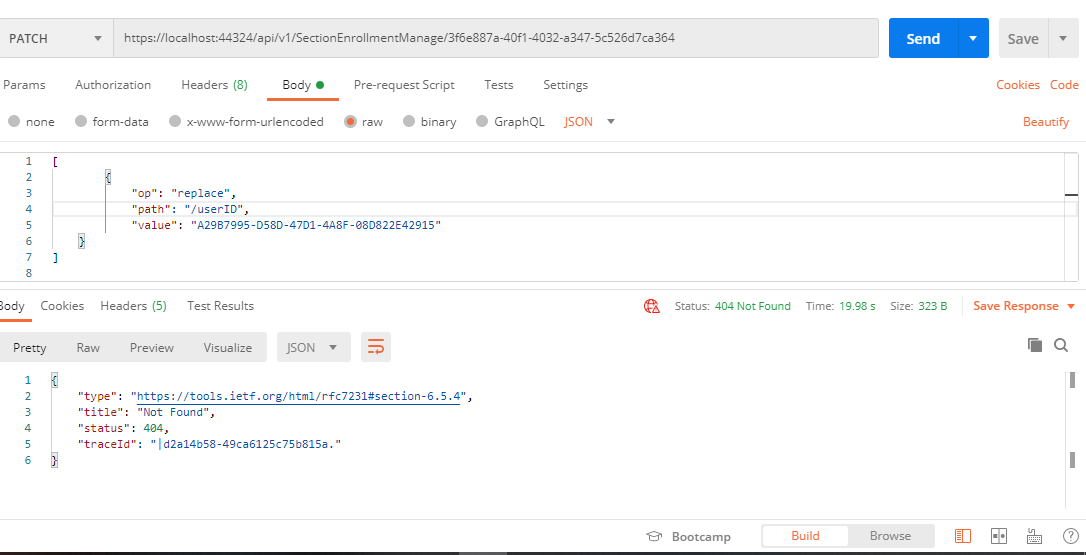 PATCH https://localhost:44324/api/v1/SectionEnrollmentManage/3f6e887a-40f1-4032-a347-5c526d7ca364 Send Save
Params Authorization Headers (8) Body Pre-request Script Tests Settings Cookies Code
none form-data x-www-form-urlencoded raw binary GraphQL JSON Beautify
1 [
2 {
3 "op": "replace",
4 "path": "/userID",
5 "value": "A29B7995-D58D-47D1-4A8F-08D822E42915"
6 }
7 ]
8
Body Cookies Headers (5) Test Results Status: 404 Not Found Time: 19.98 s Size: 323 B Save Response
Pretty Raw Preview Visualize JSON
1 {
2 "type": "https://tools.ietf.org/html/rfc7231#section-6.5.4",
3 "title": "Not Found",
4 "status": 404,
5 "traceId": "|d2a14b58-49ca6125c75b815a."
6 }
Bootcamp Build Browse ?